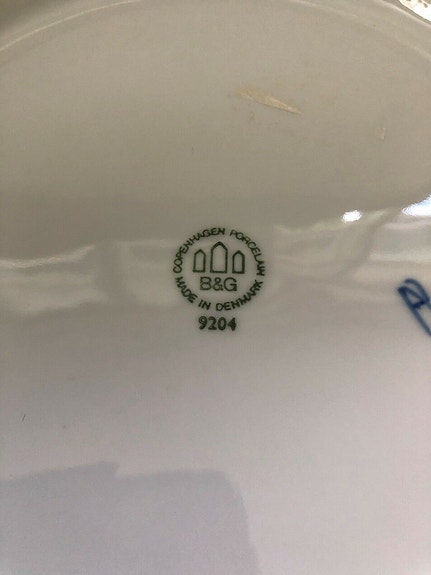 COPENHAGEN PORCELAIN
B&G
MADE IN DENMARK
9204